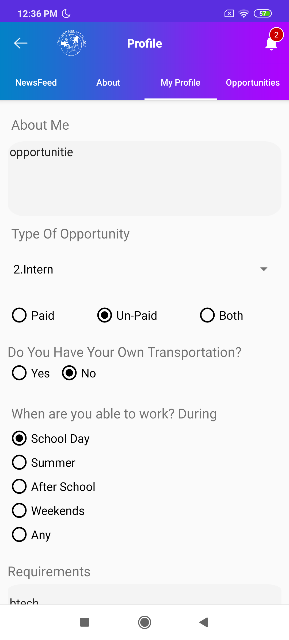 12:36 PM
Profile
2
NewsFeed About My Profile Opportunities
About Me
opportunitie
Type Of Opportunity
2.Intern
Paid Un-Paid Both
Do You Have Your Own Transportation?
Yes No
When are you able to work? During
School Day
Summer
After School
Weekends
Any
Requirements
btech